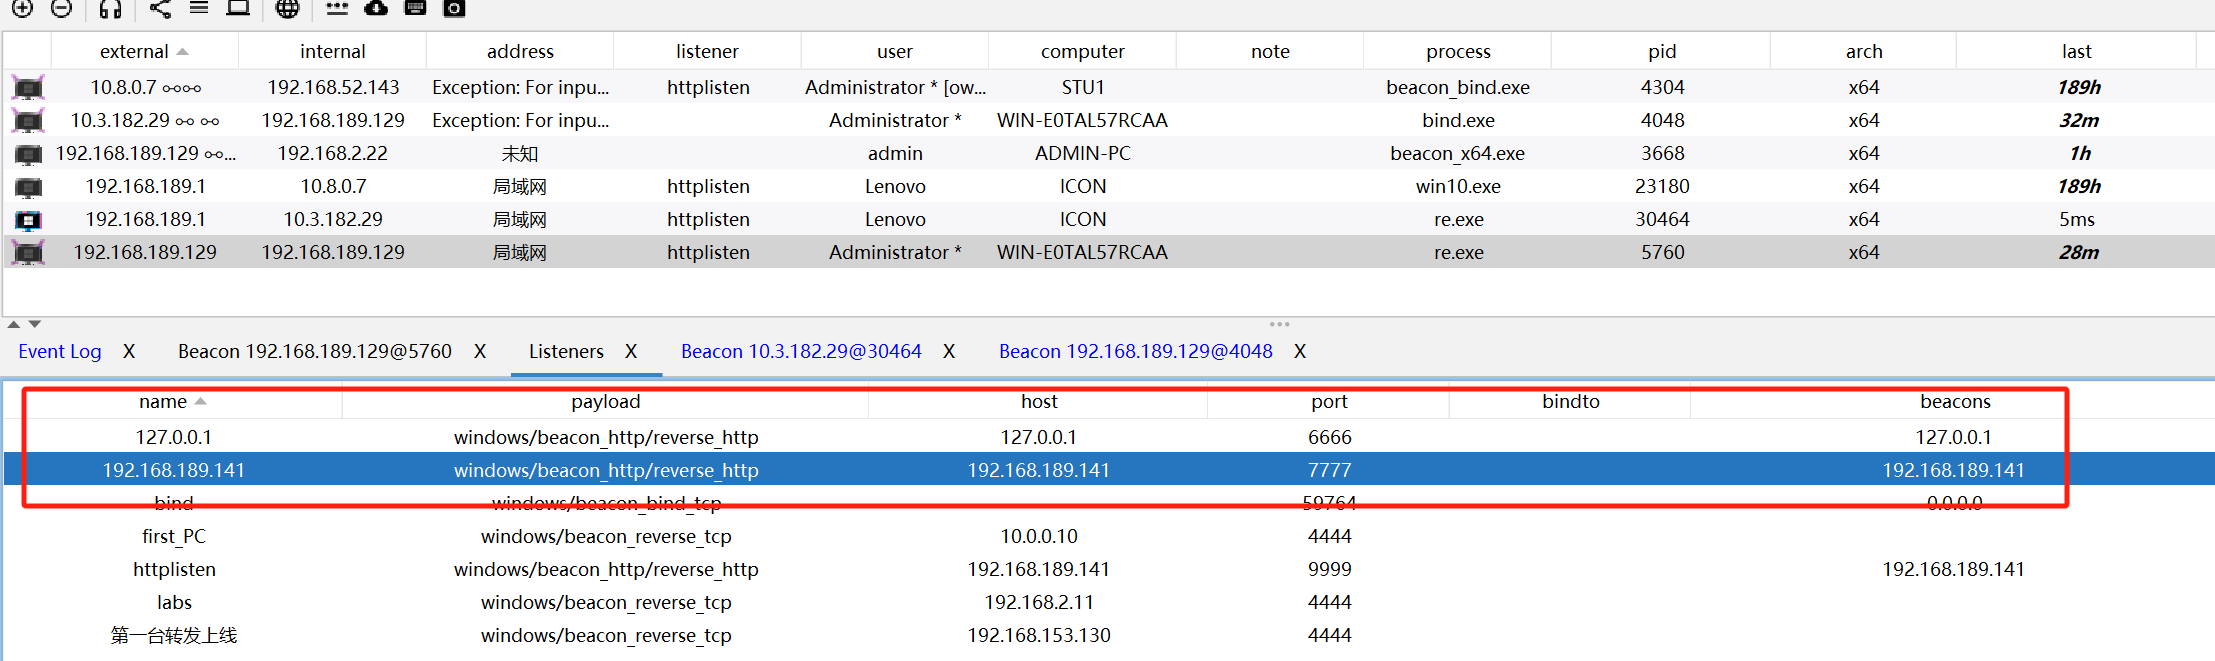 external internal address listener user computer note process pid arch last
10.8.0.7 192.168.52.143 Exception: For inpu... httplisten Administrator * [ow... STU1 beacon_bind.exe 4304 x64 189h
10.3.182.29 192.168.189.129 Exception: For inpu... Administrator * WIN-E0TAL57RCAA bind.exe 4048 x64 32m
192.168.189.129 ... 192.168.2.22 未知 admin ADMIN-PC beacon_x64.exe 3668 x64 1h
192.168.189.1 10.8.0.7 局域网 httplisten Lenovo ICON win10.exe 23180 x64 189h
192.168.189.1 10.3.182.29 局域网 httplisten Lenovo ICON re.exe 30464 x64 5ms
192.168.189.129 192.168.189.129 局域网 httplisten Administrator * WIN-E0TAL57RCAA re.exe 5760 x64 28m
Event Log X Beacon 192.168.189.129@5760 X Listeners X Beacon 10.3.182.29@30464 X Beacon 192.168.189.129@4048 X
name payload host port bindto beacons
127.0.0.1 windows/beacon_http/reverse_http 127.0.0.1 6666 127.0.0.1
192.168.189.141 windows/beacon_http/reverse_http 192.168.189.141 7777 192.168.189.141
bind windows/beacon_bind_tcp 59764 0.0.0.0
first_PC windows/beacon_reverse_tcp 10.0.0.10 4444
httplisten windows/beacon_http/reverse_http 192.168.189.141 9999 192.168.189.141
labs windows/beacon_reverse_tcp 192.168.2.11 4444
第一台转发上线 windows/beacon_reverse_tcp 192.168.153.130 4444